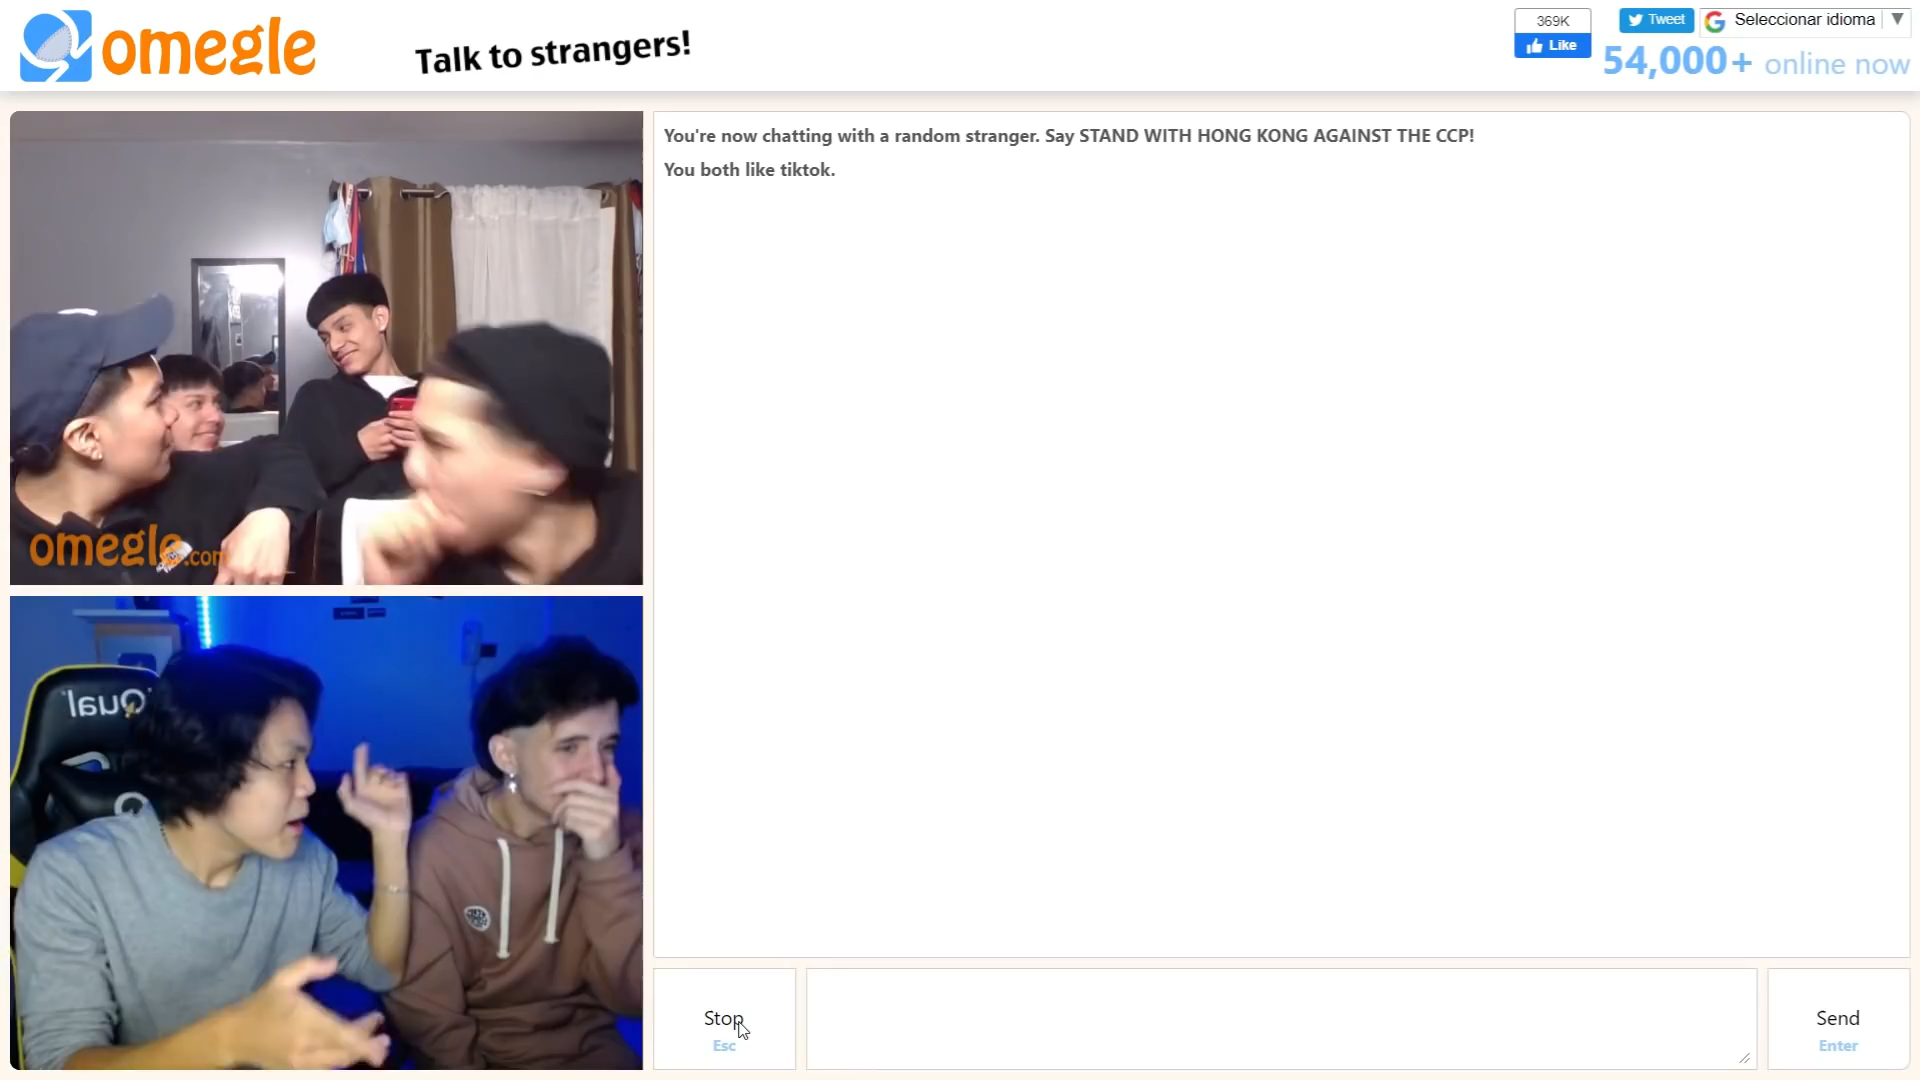 omegle
Talk to strangers!
369K
Like
Tweet
Seleccionar idioma
54,000+ online now
You're now chatting with a random stranger. Say STAND WITH HONG KONG AGAINST THE CCP!
You both like tiktok.
omegle.com
Qual
Stop
Esc
Send
Enter